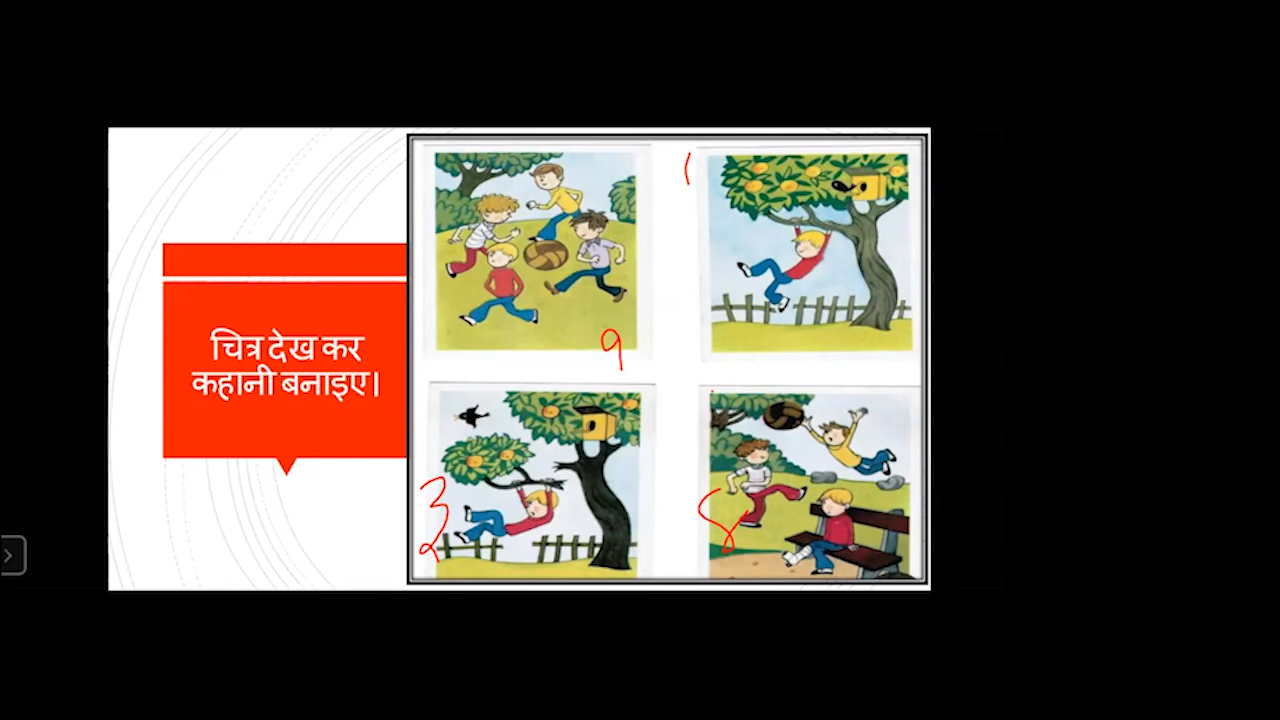 चित्र देख कर
कहानी बनाइए।